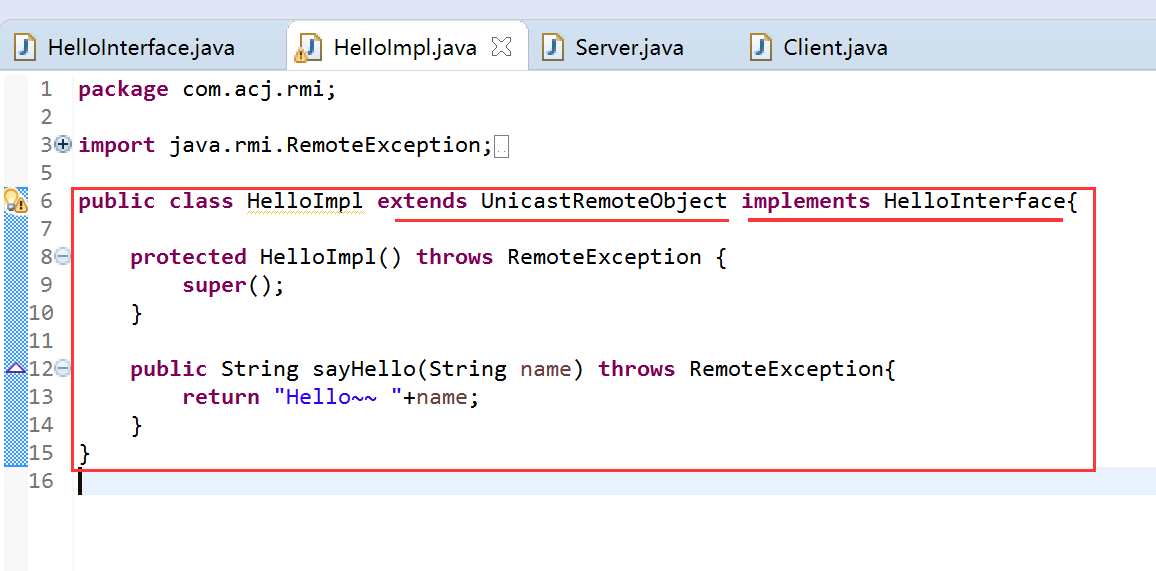 HelloInterface.java HelloImpl.java Server.java Client.java
1 package com.acj.rmi;
2
3 import java.rmi.RemoteException;
5
6 public class HelloImpl extends UnicastRemoteObject implements HelloInterface{
7
8 protected HelloImpl() throws RemoteException {
9 super();
10 }
11
12 public String sayHello(String name) throws RemoteException{
13 return "Hello~~ "+name;
14 }
15 }
16